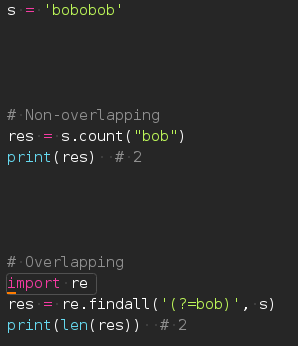 s = 'bobobob'
# Non-overlapping
res = s.count("bob")
print(res)  # 2
# Overlapping
import re
res = re.findall('(?=bob)', s)
print(len(res))  # 2